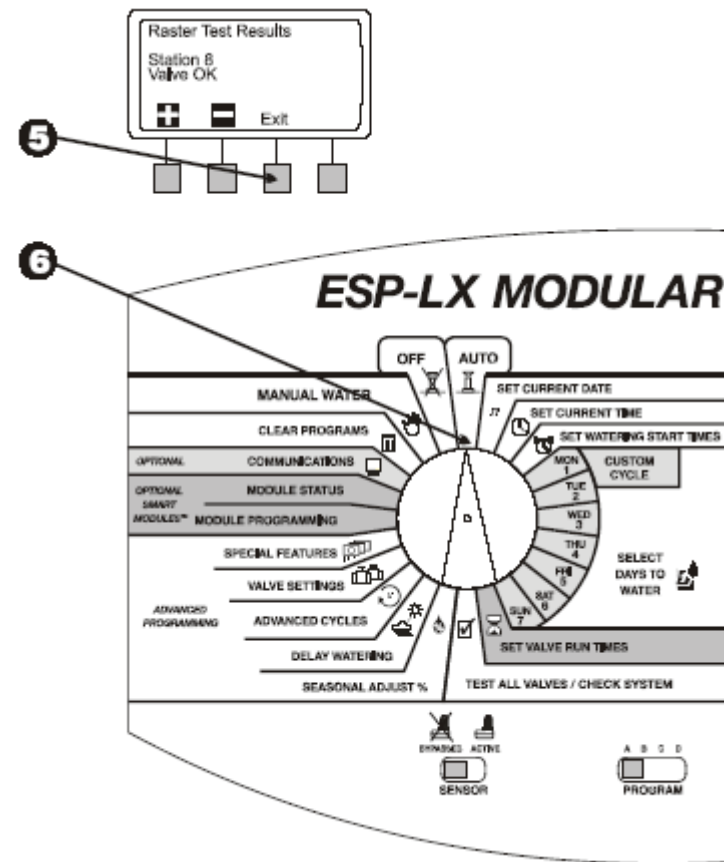 Raster Test Results
Station 8
Valve OK
Exit
5
6
ESP-LX MODULAR
OFF
AUTO
MANUAL WATER
SET CURRENT DATE
SET CURRENT TIME
CLEAR PROGRAMS
SET WATERING START TIMES
OPTIONAL
COMMUNICATIONS
MON
1
CUSTOM
CYCLE
TUE
2
OPTIONAL
SMART
MODULES™
MODULE STATUS
MODULE PROGRAMMING
WED
3
THU
4
SPECIAL FEATURES
FRI
5
SELECT
DAYS TO
WATER
VALVE SETTINGS
SAT
6
ADVANCED
PROGRAMMING
ADVANCED CYCLES
SUN
7
DELAY WATERING
SET VALVE RUN TIMES
SEASONAL ADJUST %
TEST ALL VALVES / CHECK SYSTEM
BYPASSED
ACTIVE
SENSOR
A B C D
PROGRAM